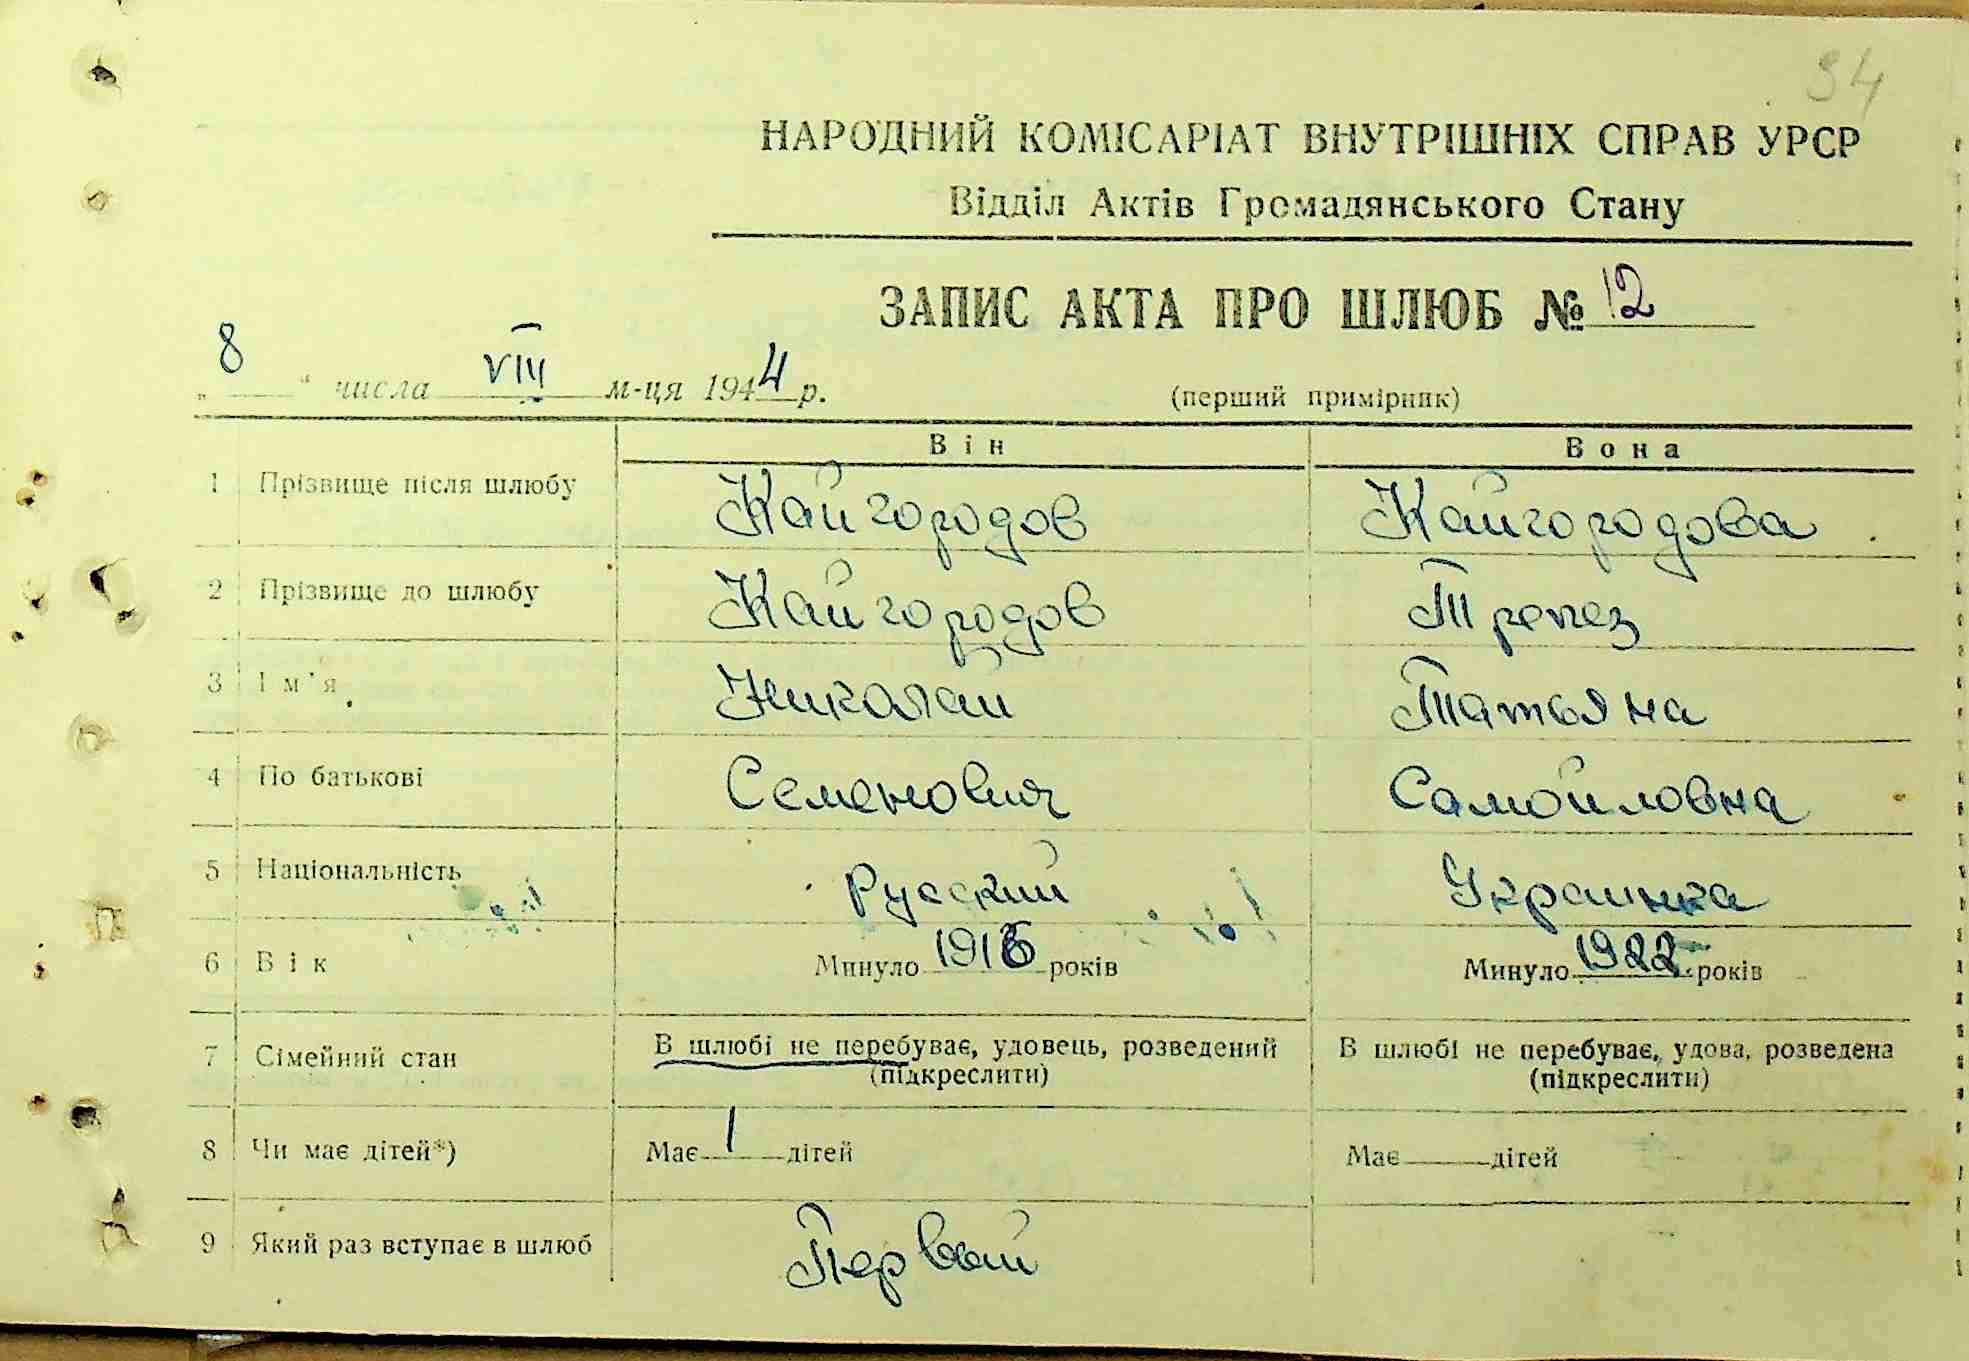 94
НАРОДНИЙ КОМІСАРІАТ ВНУТРІШНІХ СПРАВ УРСР
Відділ Актів Громадянського Стану
ЗАПИС АКТА ПРО ШЛЮБ № 12
„8“ числа VIII м-ця 1944 р.
(перший примірник)
Він Вона
1 Прізвище після шлюбу Кайгородов Кайгородова
2 Прізвище до шлюбу Кайгородов Трепез
3 Ім'я Николай Татьяна
4 По батькові Семенович Самойловна
5 Національність Русский Украинка
6 Вік Минуло 1916 років Минуло 1922 років
7 Сімейний стан В шлюбі не перебуває, удовець, розведений (підкреслити) В шлюбі не перебуває, удова, розведена (підкреслити)
8 Чи має дітей*) Має 1 дітей Має дітей
9 Який раз вступає в шлюб Первый